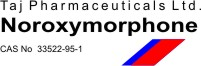 Taj Pharmaceuticals Ltd.
Noroxymorphone
CAS No 33522-95-1